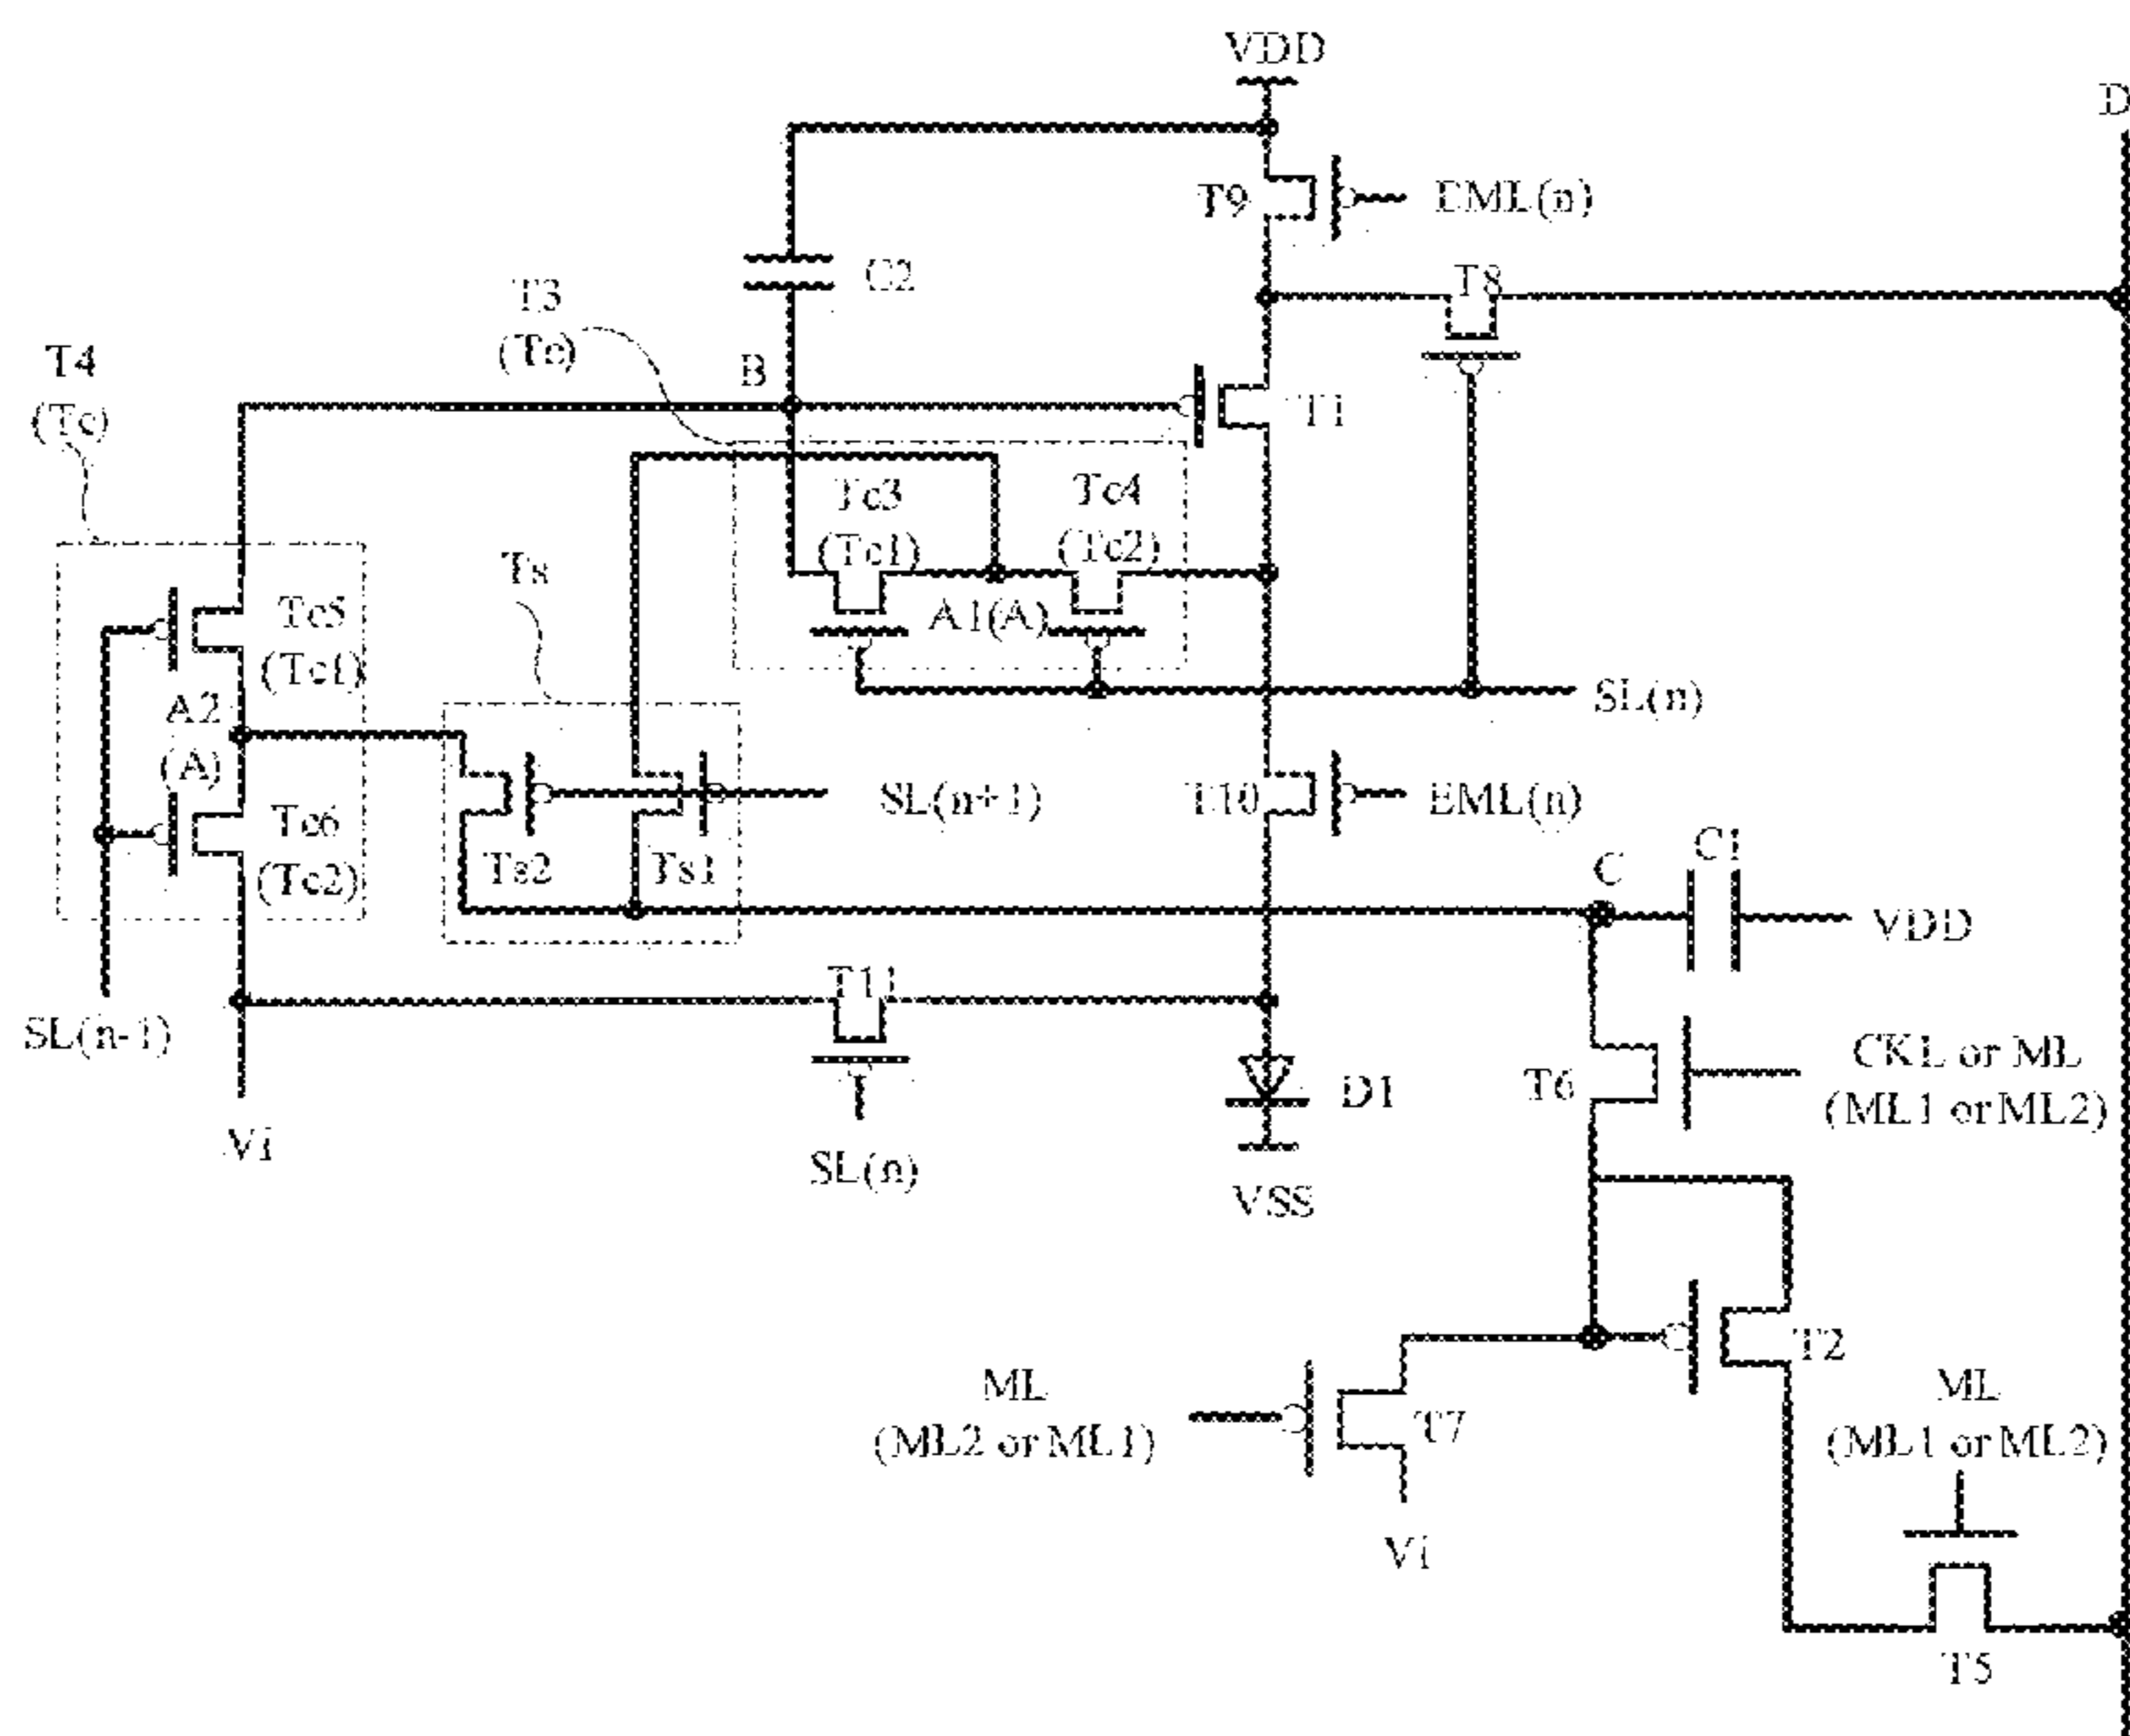 VDD
D
T9
EML(n)
C2
T8
T3
(Tc)
T4
(Tc)
B
T1
Tc3
(Tc1)
Tc4
(Tc2)
Ts
A1(A)
Tc5
(Tc1)
SL(n)
A2
(A)
Tc6
(Tc2)
SL(n+1)
T10
EML(n)
Ts2
Ts1
C
C1
VDD
T11
SL(n-1)
Vi
SL(n)
D1
VSS
T6
CKL or ML
(ML1 or ML2)
T2
ML
(ML2 or ML1)
T7
Vi
ML
(ML1 or ML2)
T5